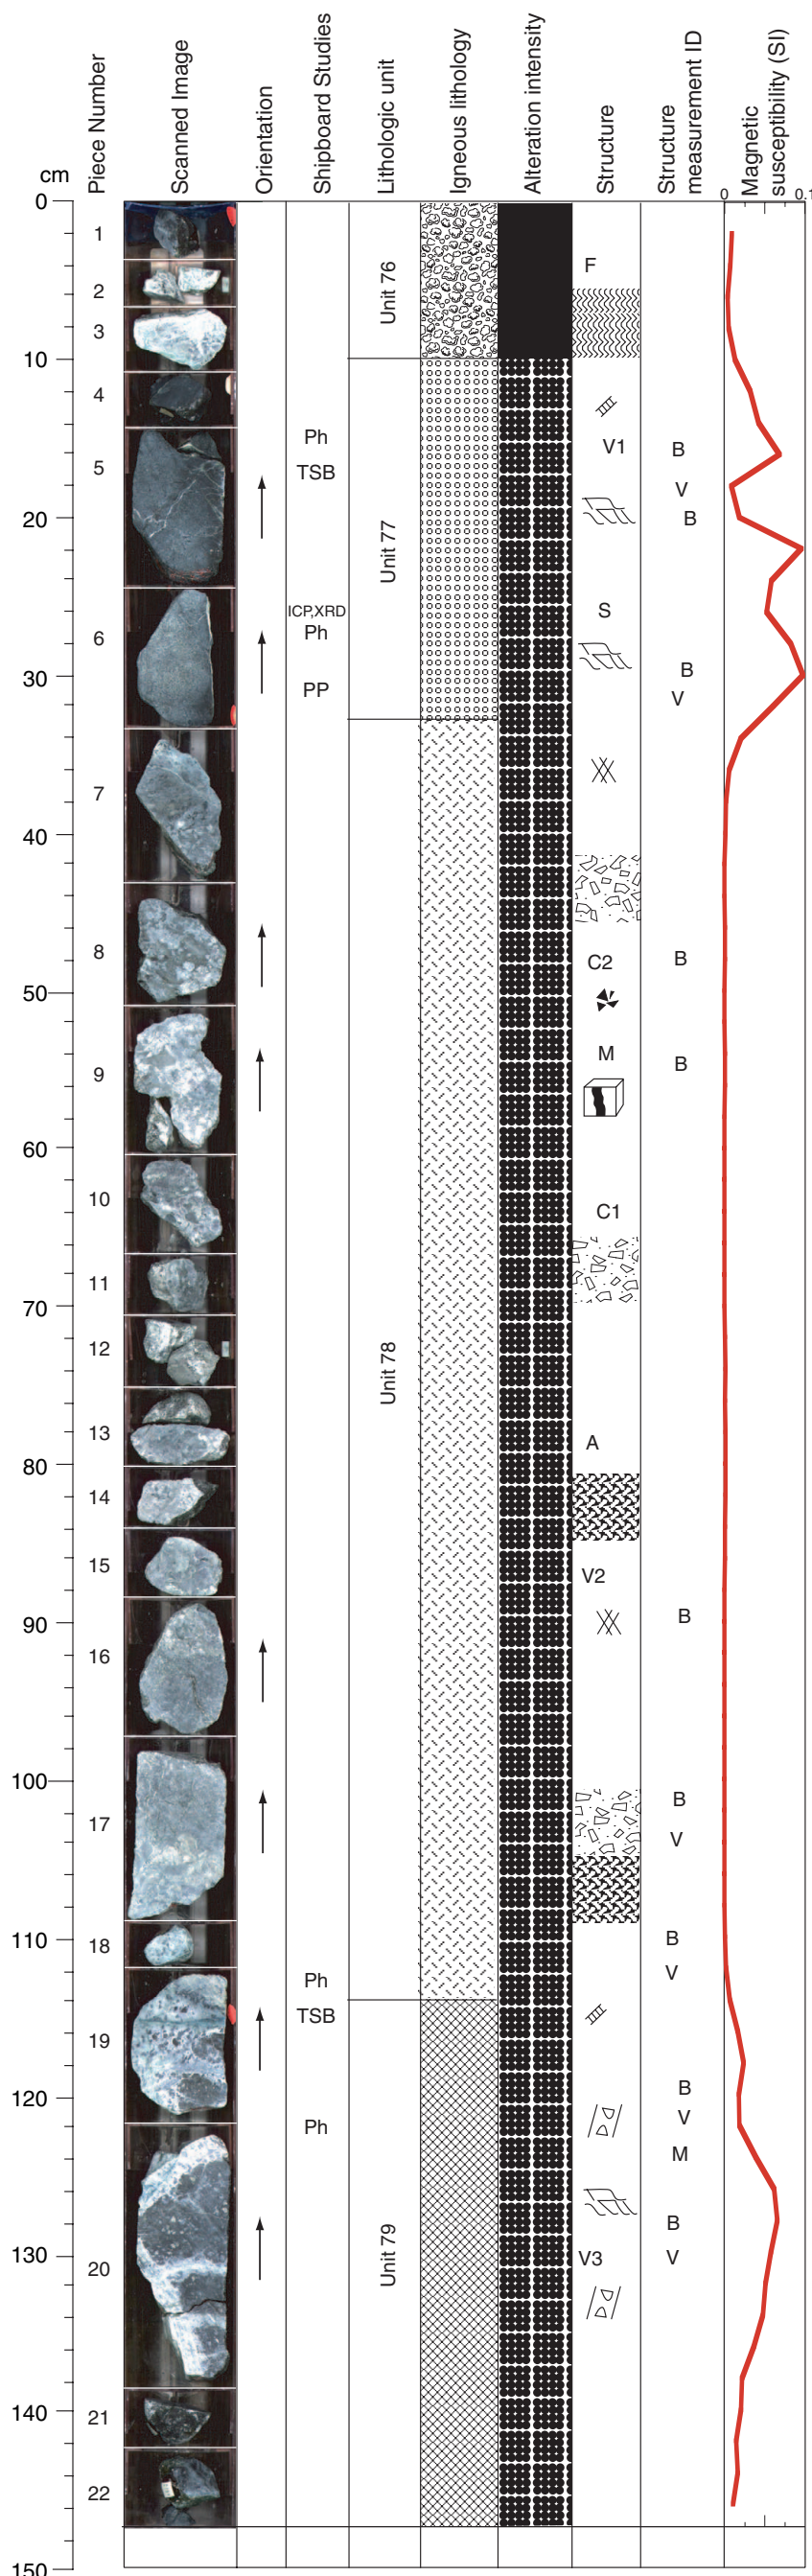 cm
Piece Number
Scanned Image
Orientation
Shipboard Studies
Lithologic unit
Igneous lithology
Alteration intensity
Structure
Structure
measurement ID
Magnetic
susceptibility (SI)
0 0.1
0
1
Unit 76
F
2
3
10
4
Ph
V1
B
5
TSB
V
20
B
Unit 77
ICP,XRD
S
6
Ph
B
30
PP
V
7
40
8
C2
B
50
9
M
B
60
10
C1
11
70
12
Unit 78
13
A
80
14
15
V2
90
B
16
100
B
17
V
110
18
B
Ph
V
TSB
19
120
B
Ph
V
M
B
130
20
Unit 79
V3
V
140
21
22
150